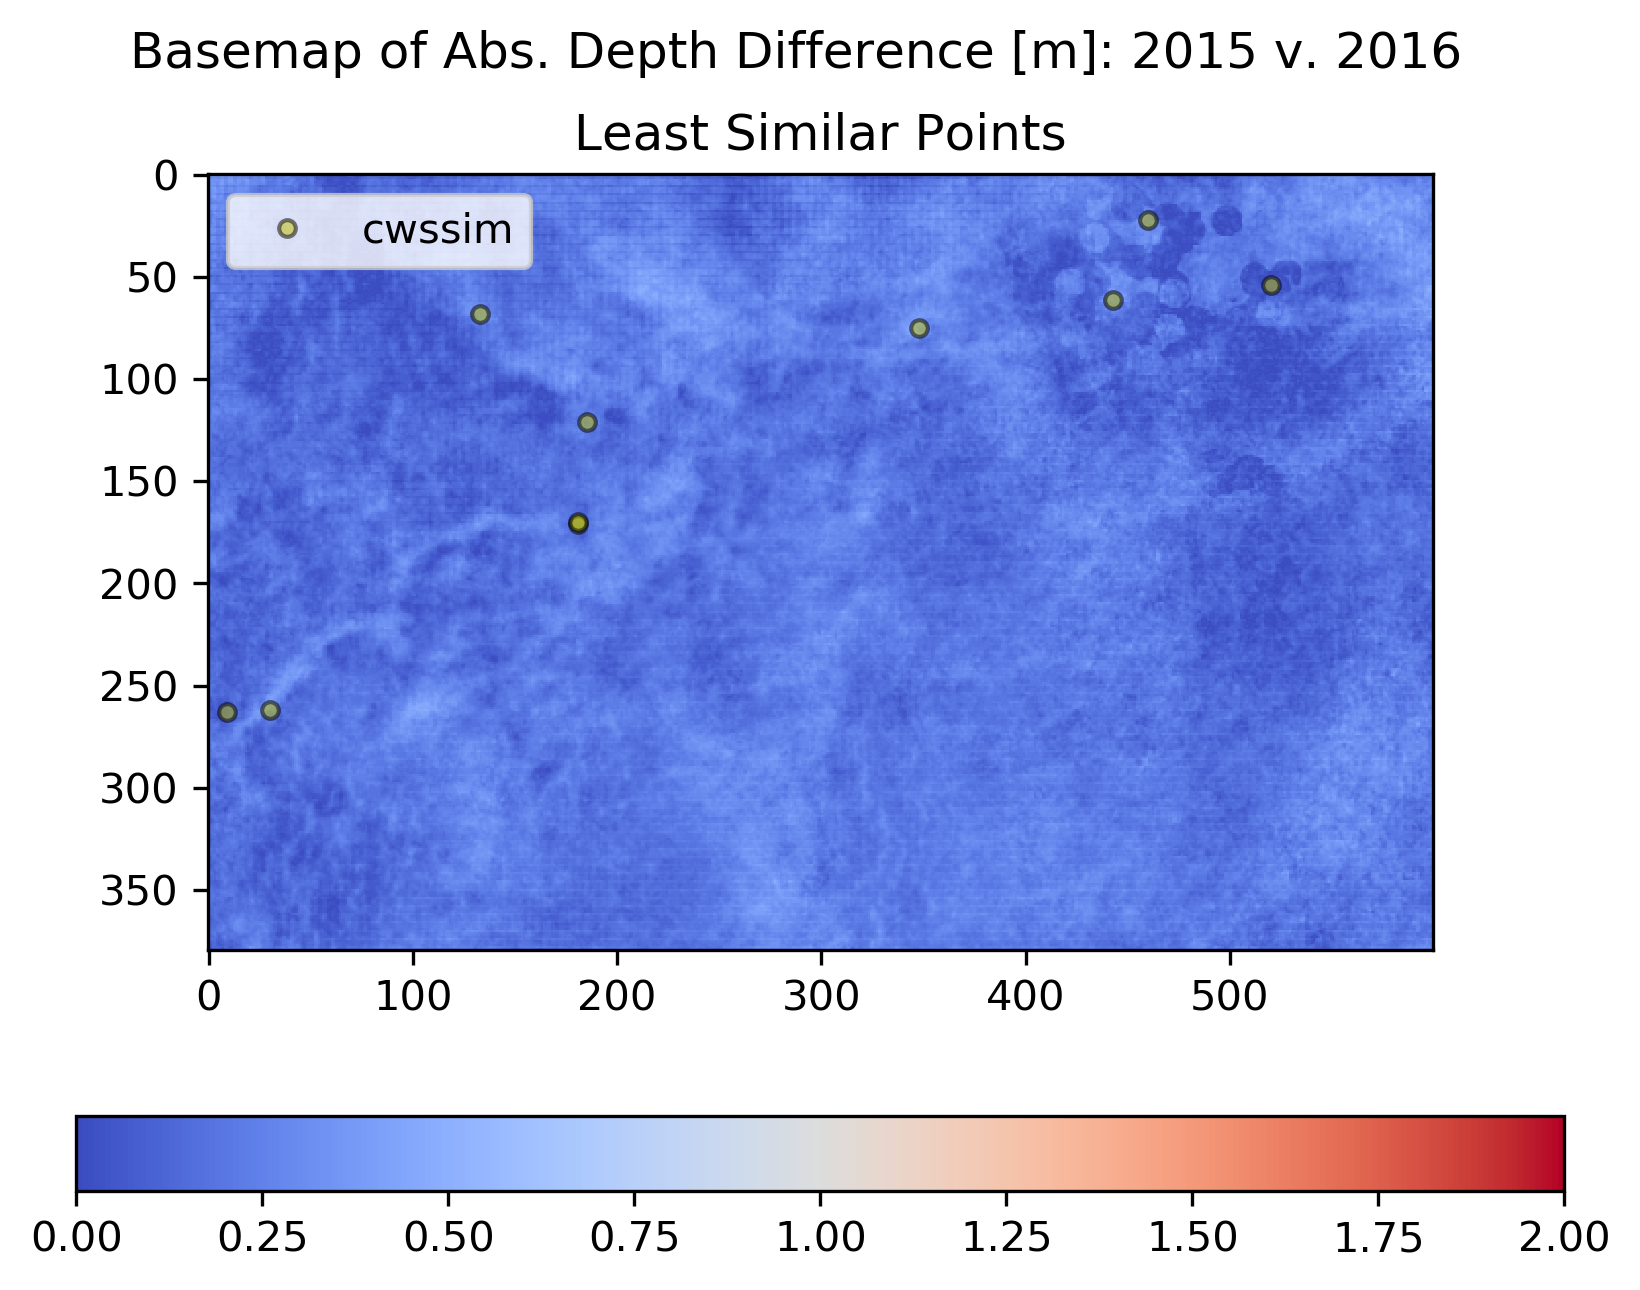 Basemap of Abs. Depth Difference [m]: 2015 v. 2016
Least Similar Points
cwssim
0
50
100
150
200
250
300
350
0 100 200 300 400 500
0.00 0.25 0.50 0.75 1.00 1.25 1.50 1.75 2.00